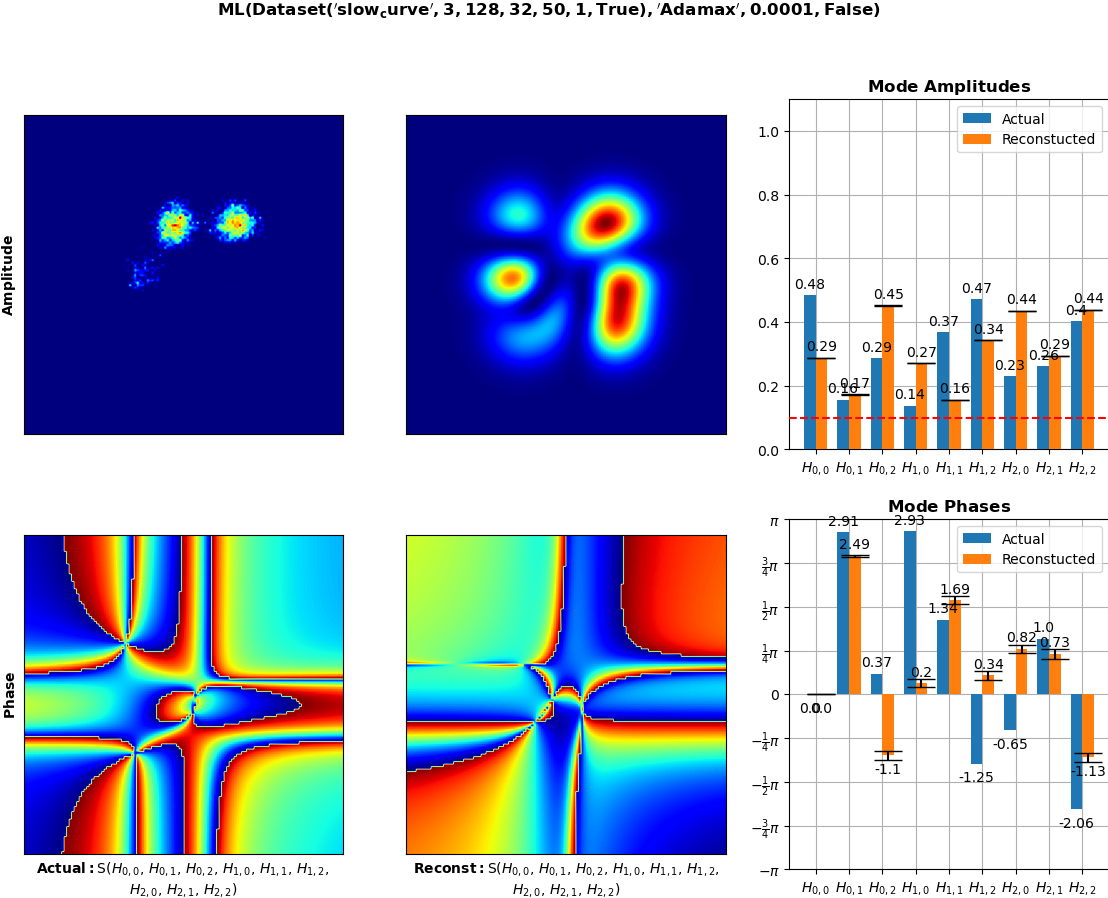 ML(Dataset('slow_curve', 3, 128, 32, 50, 1, True), 'Adamax', 0.0001, False)
Amplitude
Mode Amplitudes
Actual
Reconstucted
1.0
0.8
0.6
0.4
0.2
0.0
0.48
0.29
0.16
0.17
0.29
0.45
0.14
0.27
0.37
0.16
0.47
0.34
0.23
0.44
0.26
0.29
0.4
0.44
H0,0 H0,1 H0,2 H1,0 H1,1 H1,2 H2,0 H2,1 H2,2
Phase
Mode Phases
Actual
Reconstucted
π
3/4π
1/2π
1/4π
0
−1/4π
−1/2π
−3/4π
−π
0.0
0.0
2.91
2.49
0.37
-1.1
2.93
0.2
1.34
1.69
-1.25
0.34
-0.65
0.82
1.0
0.73
-2.06
-1.13
H0,0 H0,1 H0,2 H1,0 H1,1 H1,2 H2,0 H2,1 H2,2
Actual: S(H0,0, H0,1, H0,2, H1,0, H1,1, H1,2,
H2,0, H2,1, H2,2)
Reconst: S(H0,0, H0,1, H0,2, H1,0, H1,1, H1,2,
H2,0, H2,1, H2,2)